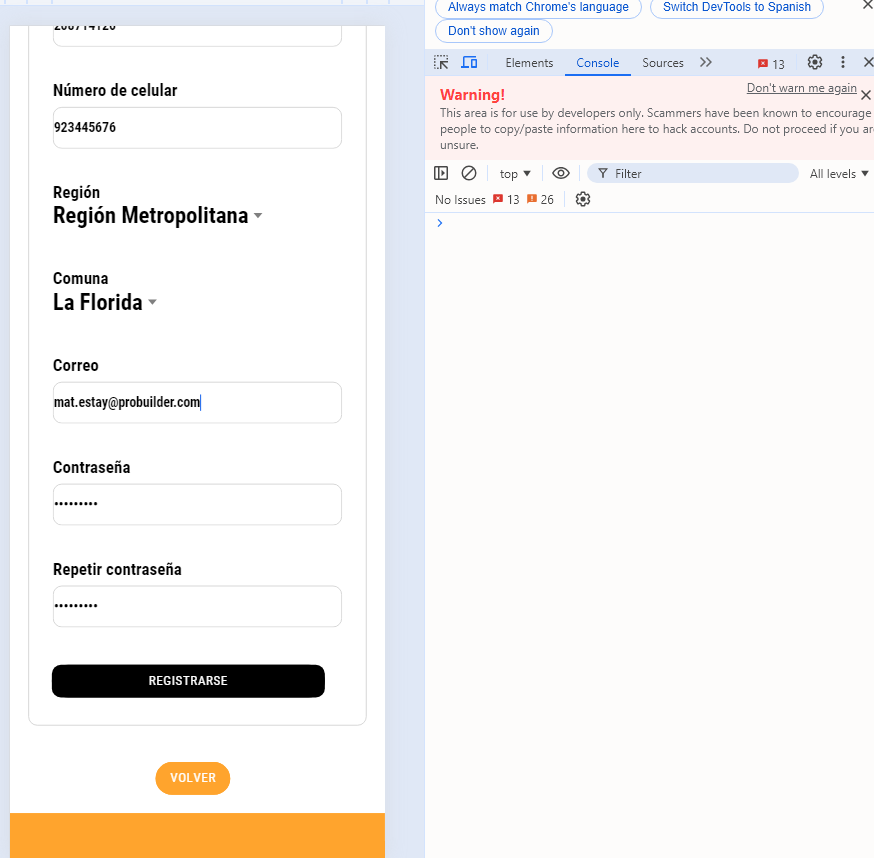 Número de celular
923445676
Región
Región Metropolitana
Comuna
La Florida
Correo
mat.estay@probuilder.com
Contraseña
•••••••••
Repetir contraseña
•••••••••
REGISTRARSE
VOLVER
Always match Chrome's language
Switch DevTools to Spanish
Don't show again
Elements
Console
Sources
13
Warning!
Don't warn me again
This area is for use by developers only. Scammers have been known to encourage
people to copy/paste information here to hack accounts. Do not proceed if you are
unsure.
top
Filter
All levels
No Issues
13
26